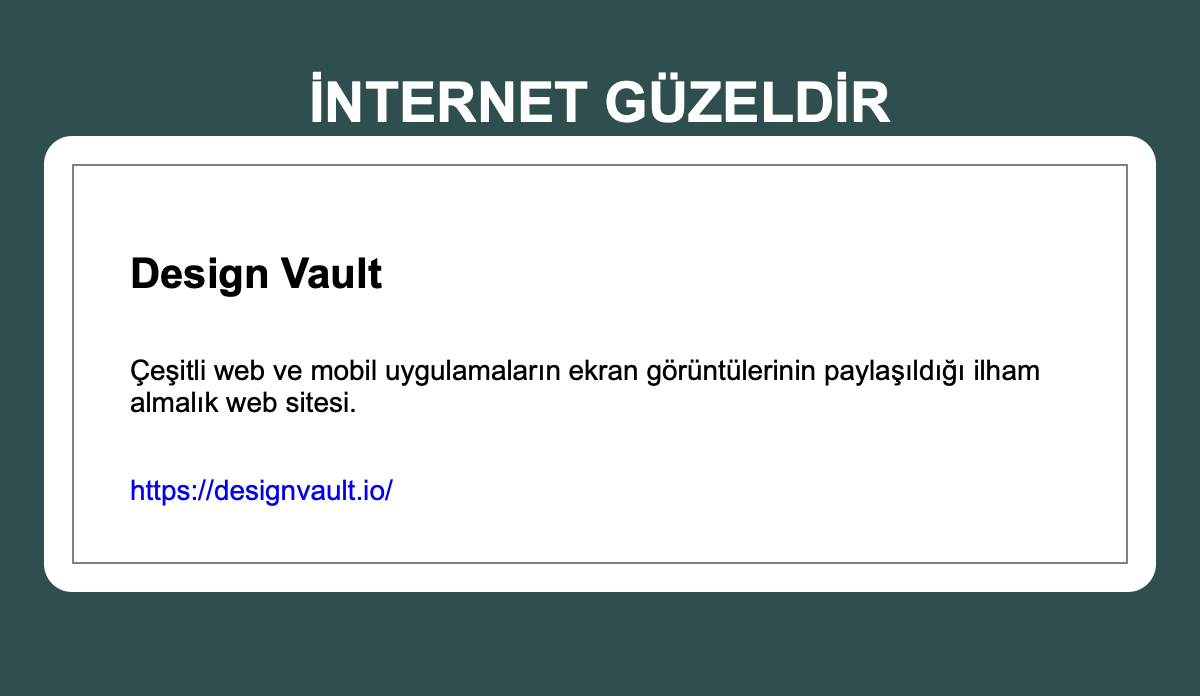 İNTERNET GÜZELDİR
Design Vault
Çeşitli web ve mobil uygulamaların ekran görüntülerinin paylaşıldığı ilham
almalık web sitesi.
https://designvault.io/